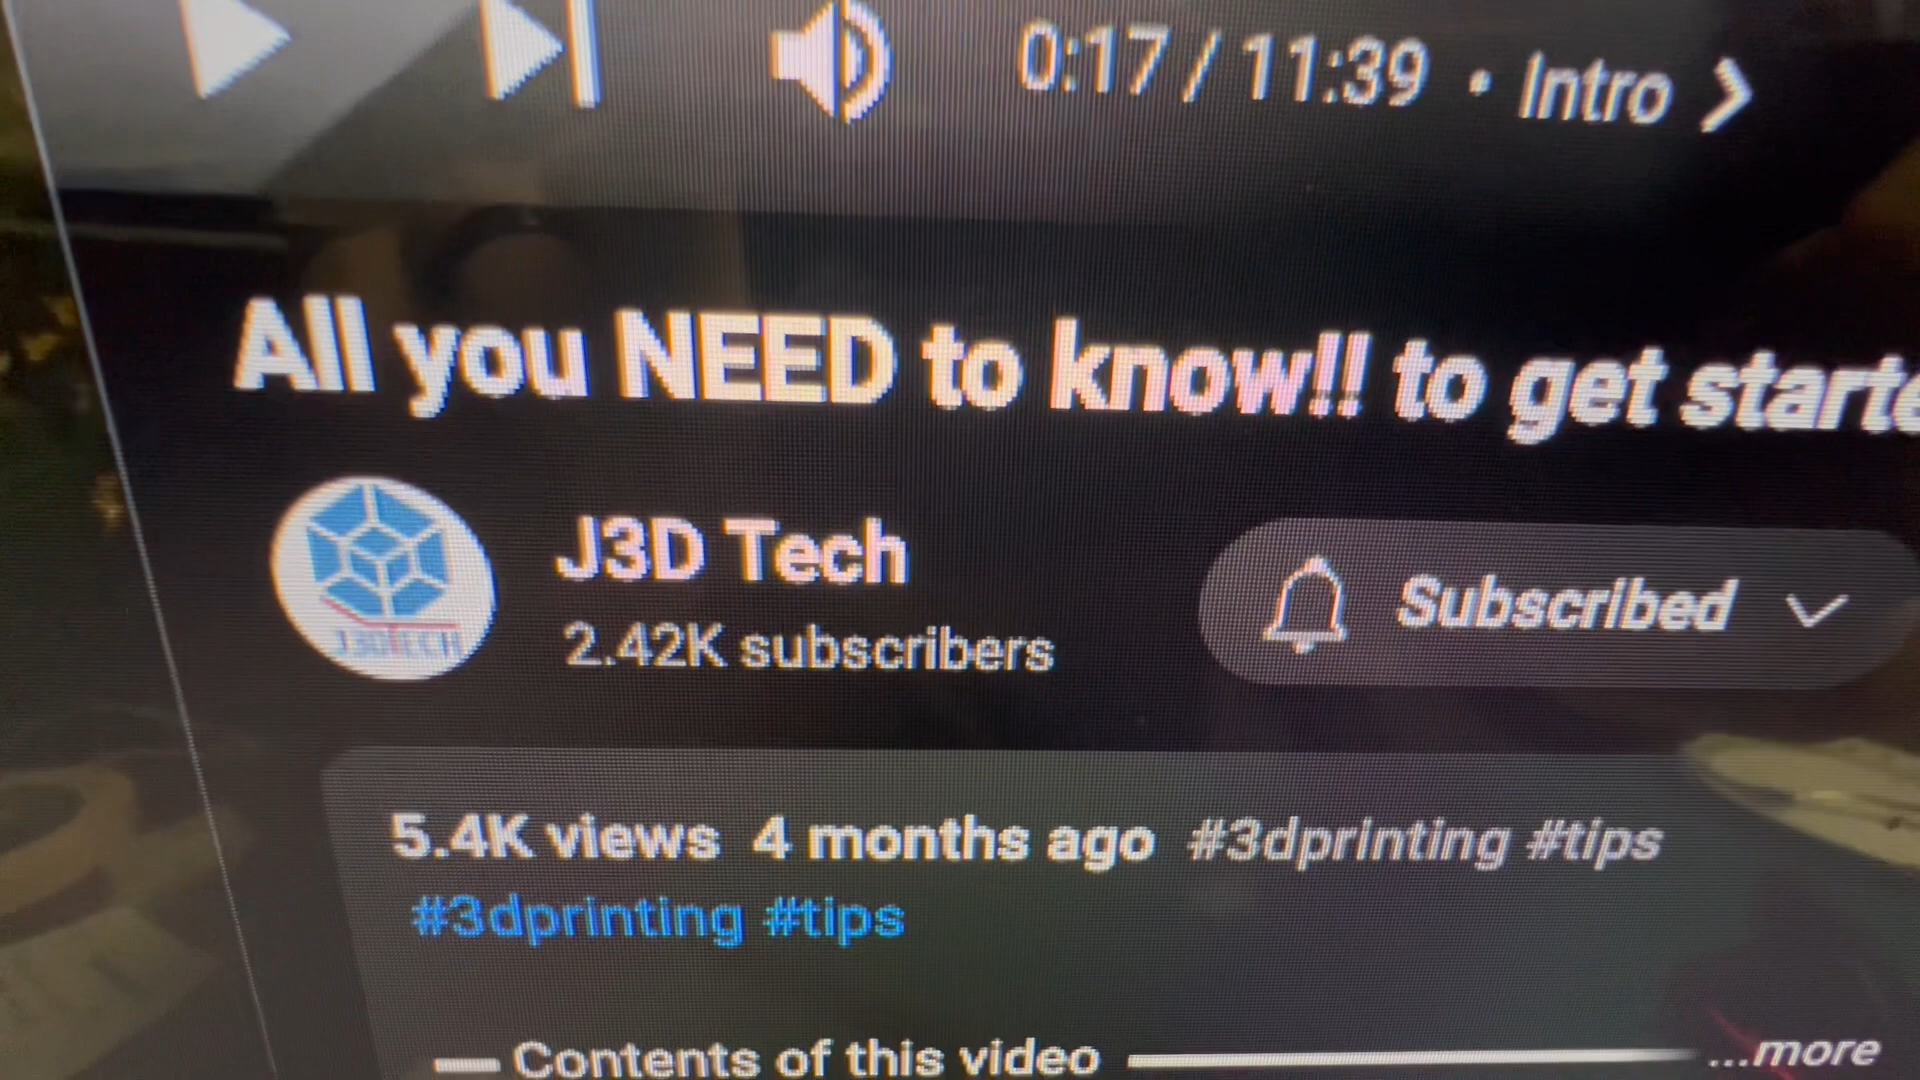 0:17 / 11:39 • Intro
All you NEED to know!! to get starte
J3D Tech
J3DTECH
2.42K subscribers
Subscribed
5.4K views 4 months ago #3dprinting #tips
#3dprinting #tips
Contents of this video
...more